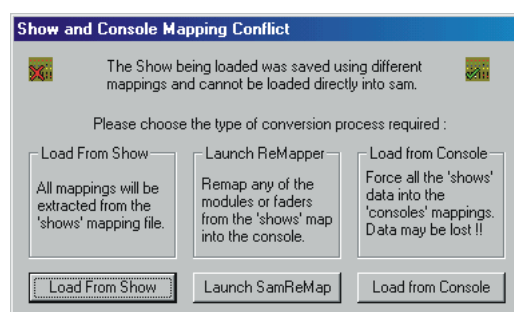 Show and Console Mapping Conflict
The Show being loaded was saved using different
mappings and cannot be loaded directly into sam.
Please choose the type of conversion process required :
Load From Show
All mappings will be
extracted from the
'shows' mapping file.
Launch ReMapper
Remap any of the
modules or faders
from the 'shows' map
into the console.
Load from Console
Force all the 'shows'
data into the
'consoles' mappings.
Data may be lost !!
Load From Show
Launch SamReMap
Load from Console